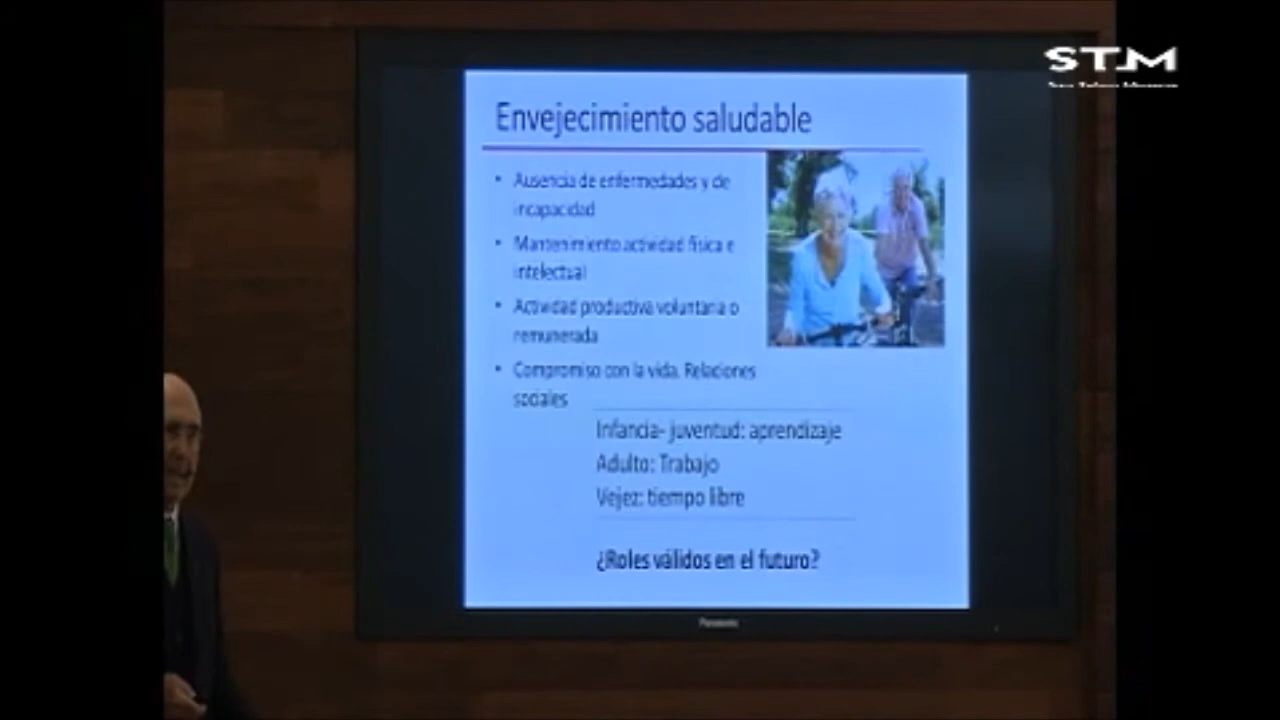 STM
Envejecimiento saludable
• Ausencia de enfermedades y de
incapacidad
• Mantenimiento actividad física e
intelectual
• Actividad productiva voluntaria o
remunerada
• Compromiso con la vida. Relaciones
sociales
Infancia- juventud: aprendizaje
Adulto: Trabajo
Vejez: tiempo libre
¿Roles válidos en el futuro?
Panasonic